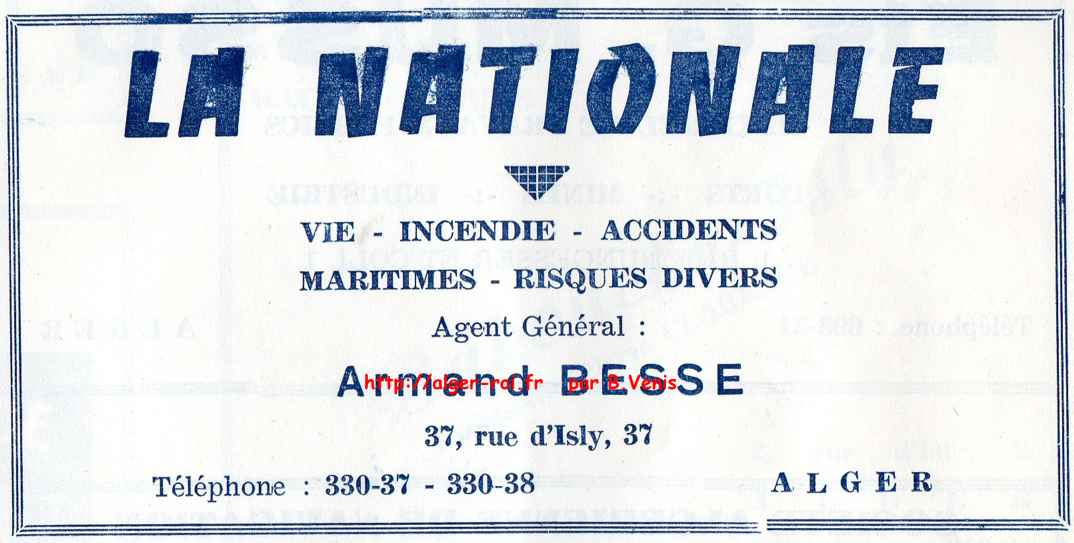 LA NATIONALE
VIE - INCENDIE - ACCIDENTS
MARITIMES - RISQUES DIVERS
Agent Général :
Armand BESSE
http://alger-roi.fr par B.Venis
37, rue d'Isly, 37
Téléphone : 330-37 - 330-38 ALGER